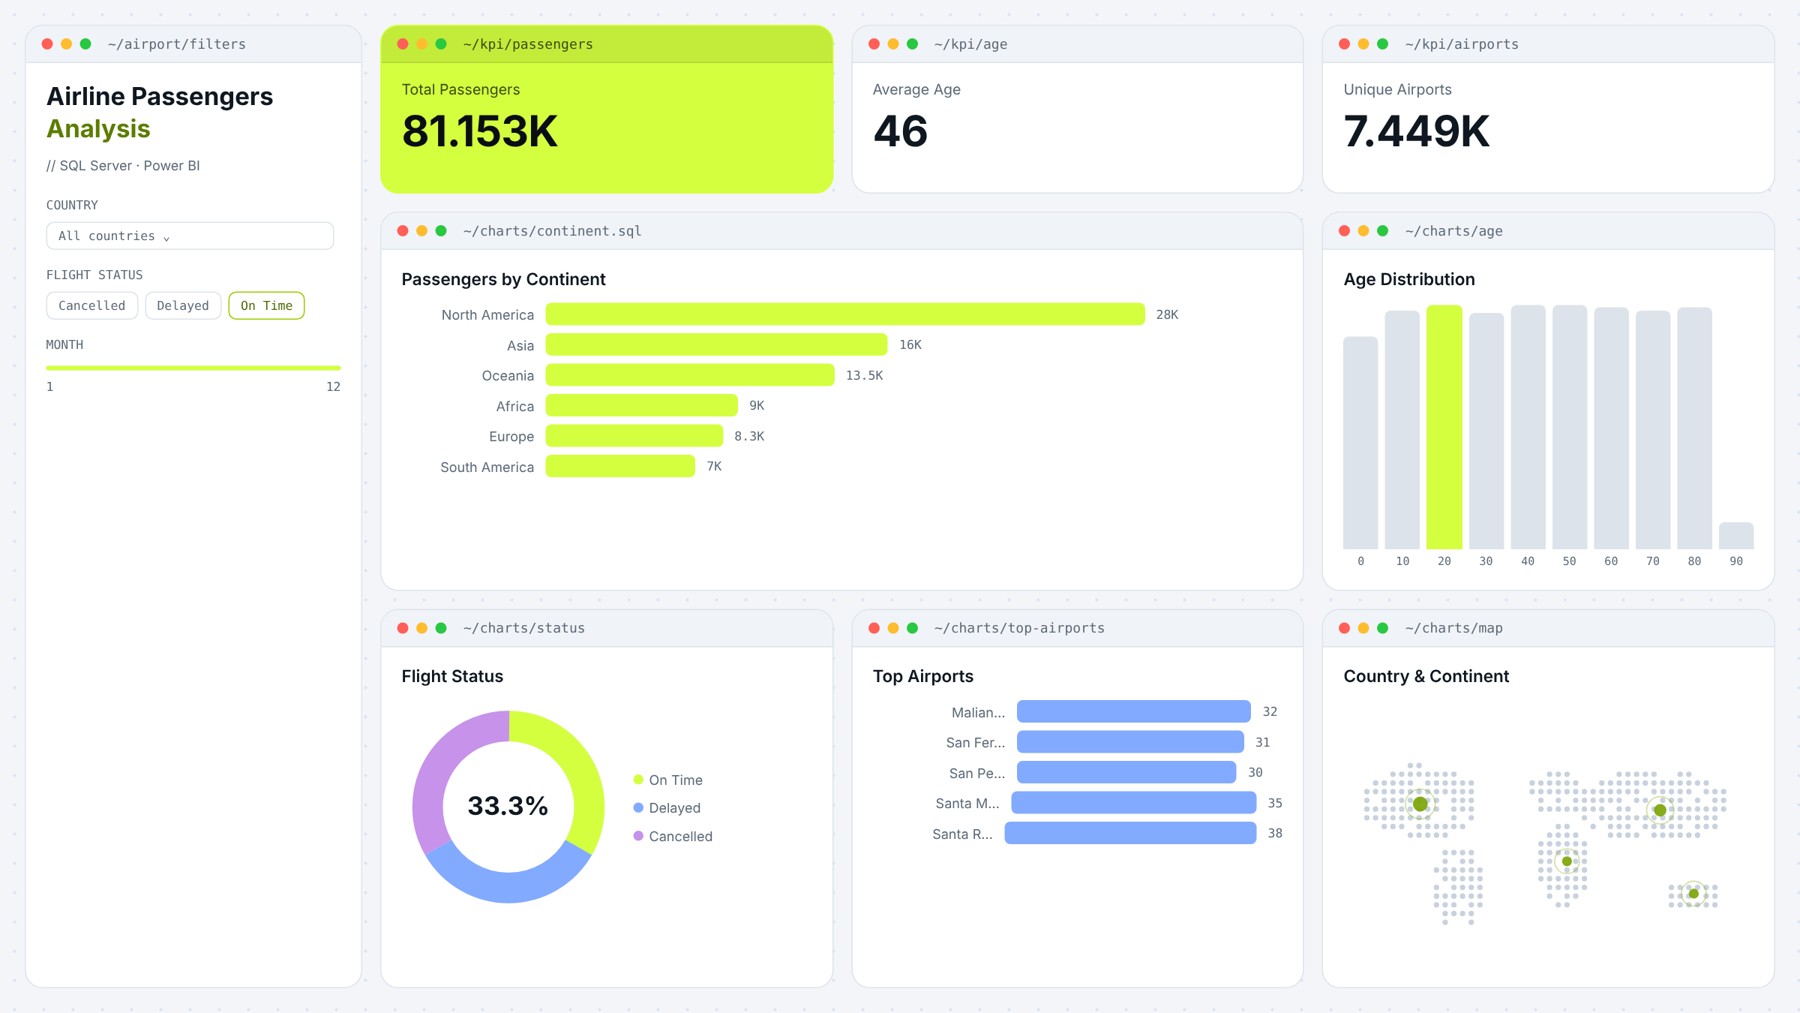 ~/airport/filters
Airline Passengers
Analysis
// SQL Server · Power BI
COUNTRY
All countries ⌄
FLIGHT STATUS
Cancelled
Delayed
On Time
MONTH
1
12
~/kpi/passengers
Total Passengers
81.153K
~/kpi/age
Average Age
46
~/kpi/airports
Unique Airports
7.449K
~/charts/continent.sql
Passengers by Continent
North America 28K
Asia 16K
Oceania 13.5K
Africa 9K
Europe 8.3K
South America 7K
~/charts/age
Age Distribution
0 10 20 30 40 50 60 70 80 90
~/charts/status
Flight Status
33.3%
On Time
Delayed
Cancelled
~/charts/top-airports
Top Airports
Malian... 32
San Fer... 31
San Pe... 30
Santa M... 35
Santa R... 38
~/charts/map
Country & Continent